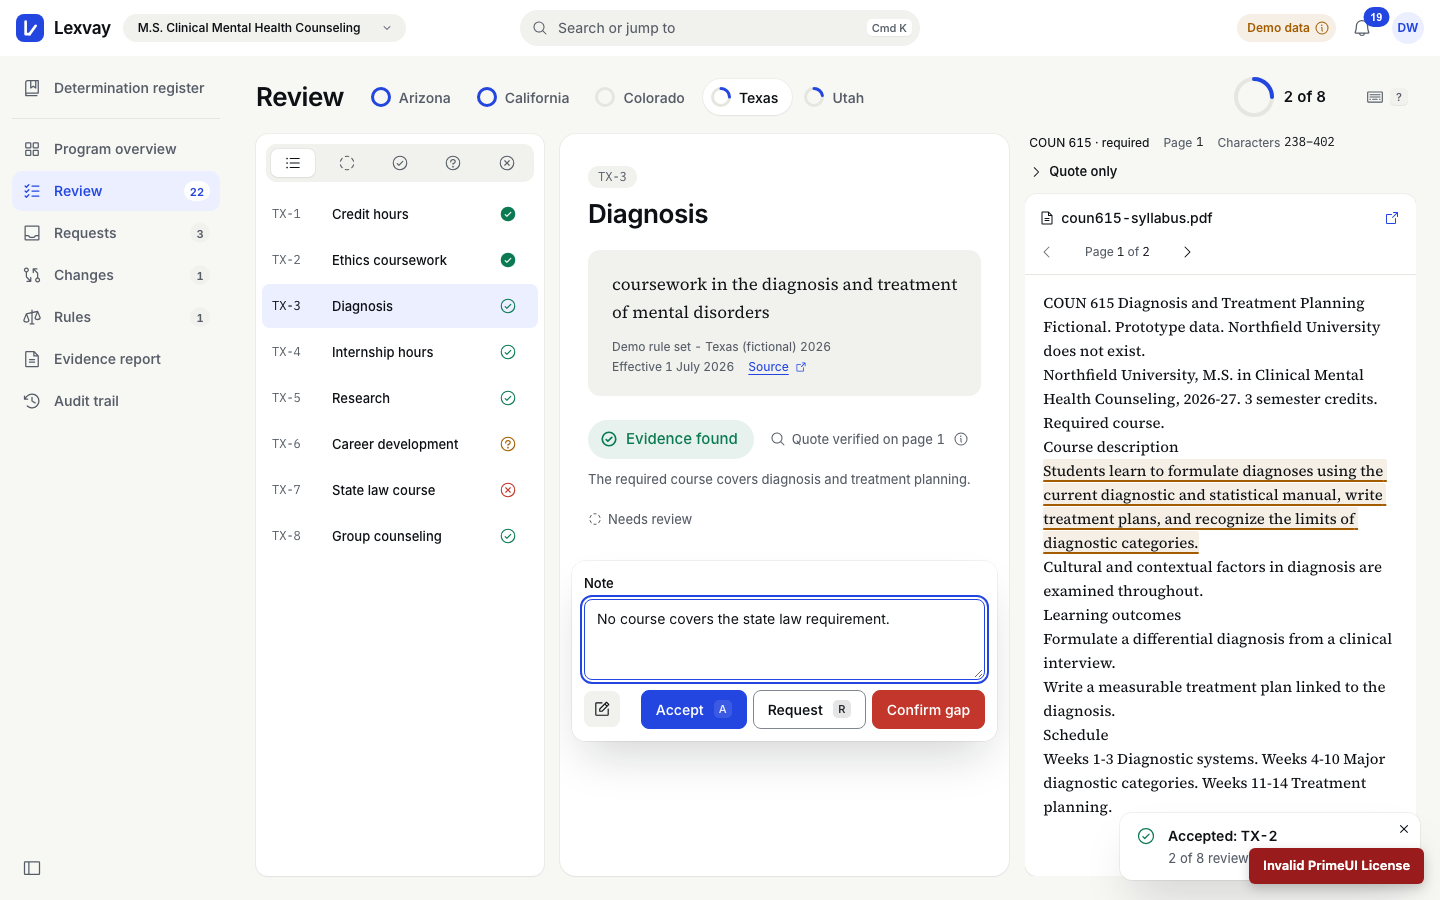 Lexvay
M.S. Clinical Mental Health Counseling
Search or jump to
Cmd K
Demo data
19
DW
Determination register
Program overview
Review
22
Requests
3
Changes
1
Rules
1
Evidence report
Audit trail
Review
Arizona
California
Colorado
Texas
Utah
2 of 8
?
TX-1 Credit hours
TX-2 Ethics coursework
TX-3 Diagnosis
TX-4 Internship hours
TX-5 Research
TX-6 Career development
TX-7 State law course
TX-8 Group counseling
TX-3
Diagnosis
coursework in the diagnosis and treatment
of mental disorders
Demo rule set - Texas (fictional) 2026
Effective 1 July 2026 Source
Evidence found
Quote verified on page 1
The required course covers diagnosis and treatment planning.
Needs review
Note
No course covers the state law requirement.
Accept A
Request R
Confirm gap
COUN 615 · required Page 1 Characters 238–402
Quote only
coun615-syllabus.pdf
Page 1 of 2
COUN 615 Diagnosis and Treatment Planning
Fictional. Prototype data. Northfield University
does not exist.
Northfield University, M.S. in Clinical Mental
Health Counseling, 2026-27. 3 semester credits.
Required course.
Course description
Students learn to formulate diagnoses using the
current diagnostic and statistical manual, write
treatment plans, and recognize the limits of
diagnostic categories.
Cultural and contextual factors in diagnosis are
examined throughout.
Learning outcomes
Formulate a differential diagnosis from a clinical
interview.
Write a measurable treatment plan linked to the
diagnosis.
Schedule
Weeks 1-3 Diagnostic systems. Weeks 4-10 Major
diagnostic categories. Weeks 11-14 Treatment
planning.
Accepted: TX-2
2 of 8 review
Invalid PrimeUI License